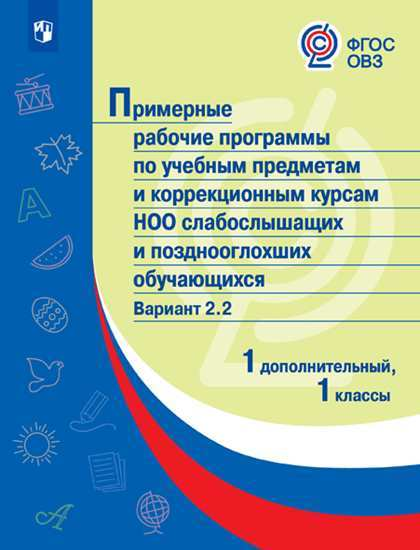 ФГОС
ОВЗ
Примерные
рабочие программы
по учебным предметам
и коррекционным курсам
НОО слабослышащих
и позднооглохших
обучающихся
Вариант 2.2
1 дополнительный,
1 классы
А
А